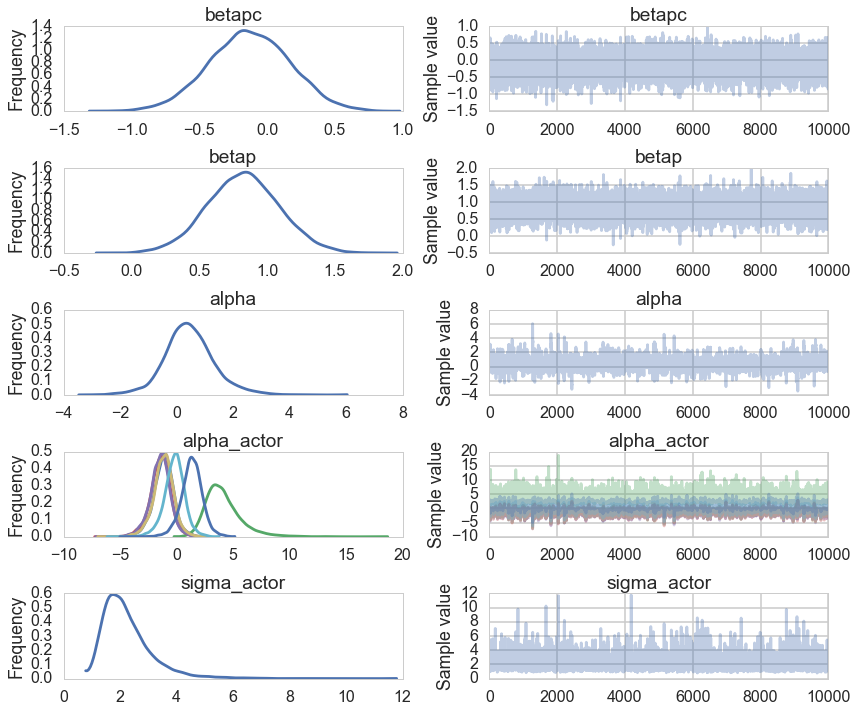 betapc
betapc
Frequency
1.4
1.2
1.0
0.8
0.6
0.4
0.2
0.0
−1.5 −1.0 −0.5 0.0 0.5 1.0
Sample value
1.0
0.5
0.0
−0.5
−1.0
−1.5
0 2000 4000 6000 8000 10000
betap
betap
Frequency
1.6
1.4
1.2
1.0
0.8
0.6
0.4
0.2
0.0
−0.5 0.0 0.5 1.0 1.5 2.0
Sample value
2.0
1.5
1.0
0.5
0.0
−0.5
0 2000 4000 6000 8000 10000
alpha
alpha
Frequency
0.6
0.5
0.4
0.3
0.2
0.1
0.0
−4 −2 0 2 4 6 8
Sample value
8
6
4
2
0
−2
−4
0 2000 4000 6000 8000 10000
alpha_actor
alpha_actor
Frequency
0.5
0.4
0.3
0.2
0.1
0.0
−10 −5 0 5 10 15 20
Sample value
20
15
10
5
0
−5
−10
0 2000 4000 6000 8000 10000
sigma_actor
sigma_actor
Frequency
0.6
0.5
0.4
0.3
0.2
0.1
0.0
0 2 4 6 8 10 12
Sample value
12
10
8
6
4
2
0
0 2000 4000 6000 8000 10000